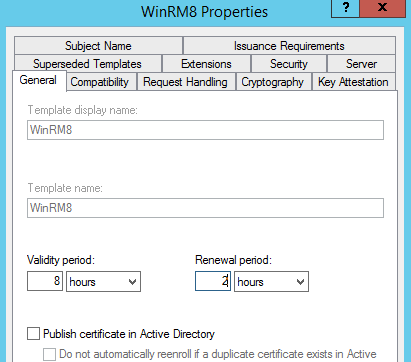 WinRM8 Properties
? X
Subject Name Issuance Requirements
Superseded Templates Extensions Security Server
General Compatibility Request Handling Cryptography Key Attestation
Template display name:
WinRM8
Template name:
WinRM8
Validity period: Renewal period:
8 hours 2 hours
Publish certificate in Active Directory
Do not automatically reenroll if a duplicate certificate exists in Active